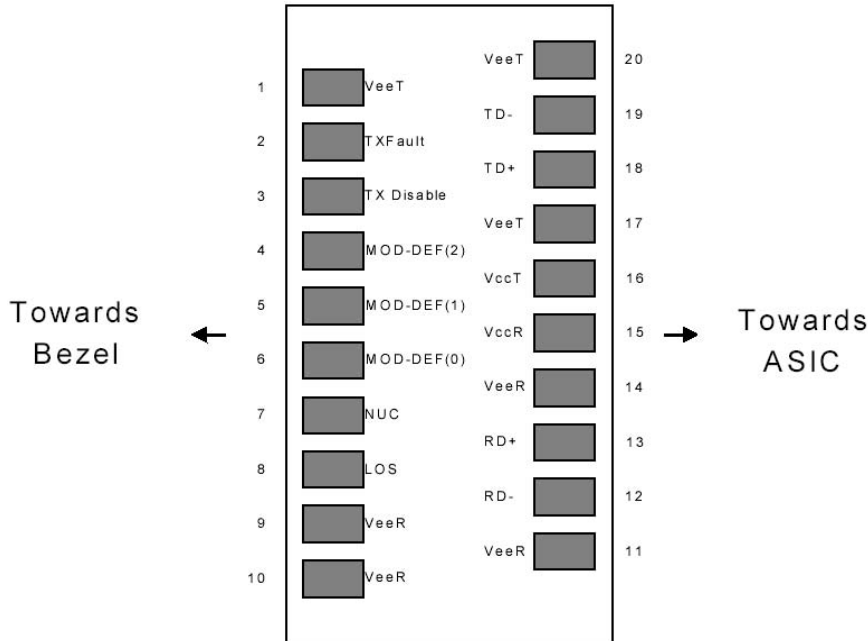 1 VeeT
2 TXFault
3 TX Disable
4 MOD-DEF(2)
5 MOD-DEF(1)
6 MOD-DEF(0)
7 NUC
8 LOS
9 VeeR
10 VeeR
VeeT 20
TD- 19
TD+ 18
VeeT 17
VccT 16
VccR 15
VeeR 14
RD+ 13
RD- 12
VeeR 11
Towards
Bezel
Towards
ASIC